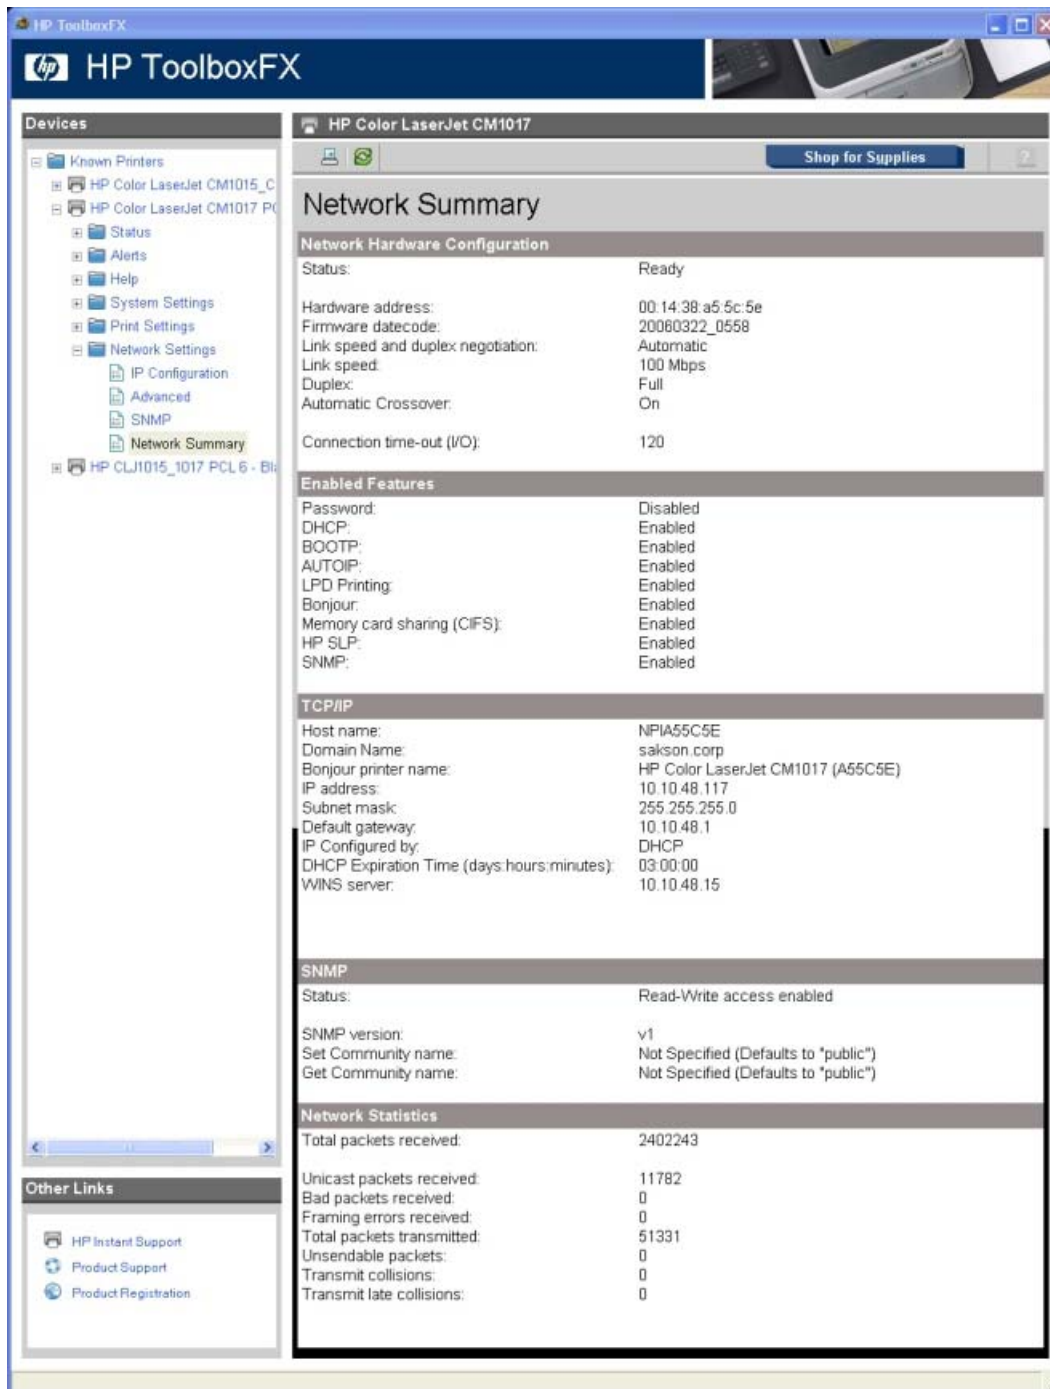 HP ToolboxFX
hp HP ToolboxFX
Devices
Known Printers
HP Color LaserJet CM1015_C
HP Color LaserJet CM1017 PC
Status
Alerts
Help
System Settings
Print Settings
Network Settings
IP Configuration
Advanced
SNMP
Network Summary
HP CLJ1015_1017 PCL 6 - Bla
Other Links
HP Instant Support
Product Support
Product Registration
HP Color LaserJet CM1017
Shop for Supplies
?
Network Summary
Network Hardware Configuration
Status: Ready
Hardware address: 00:14:38:a5:5c:5e
Firmware datecode: 20060322_0558
Link speed and duplex negotiation: Automatic
Link speed: 100 Mbps
Duplex: Full
Automatic Crossover: On
Connection time-out (I/O): 120
Enabled Features
Password: Disabled
DHCP: Enabled
BOOTP: Enabled
AUTOIP: Enabled
LPD Printing: Enabled
Bonjour: Enabled
Memory card sharing (CIFS): Enabled
HP SLP: Enabled
SNMP: Enabled
TCP/IP
Host name: NPIA55C5E
Domain Name: sakson.corp
Bonjour printer name: HP Color LaserJet CM1017 (A55C5E)
IP address: 10.10.48.117
Subnet mask: 255.255.255.0
Default gateway: 10.10.48.1
IP Configured by: DHCP
DHCP Expiration Time (days:hours:minutes): 03:00:00
WINS server: 10.10.48.15
SNMP
Status: Read-Write access enabled
SNMP version: v1
Set Community name: Not Specified (Defaults to "public")
Get Community name: Not Specified (Defaults to "public")
Network Statistics
Total packets received: 2402243
Unicast packets received: 11782
Bad packets received: 0
Framing errors received: 0
Total packets transmitted: 51331
Unsendable packets: 0
Transmit collisions: 0
Transmit late collisions: 0